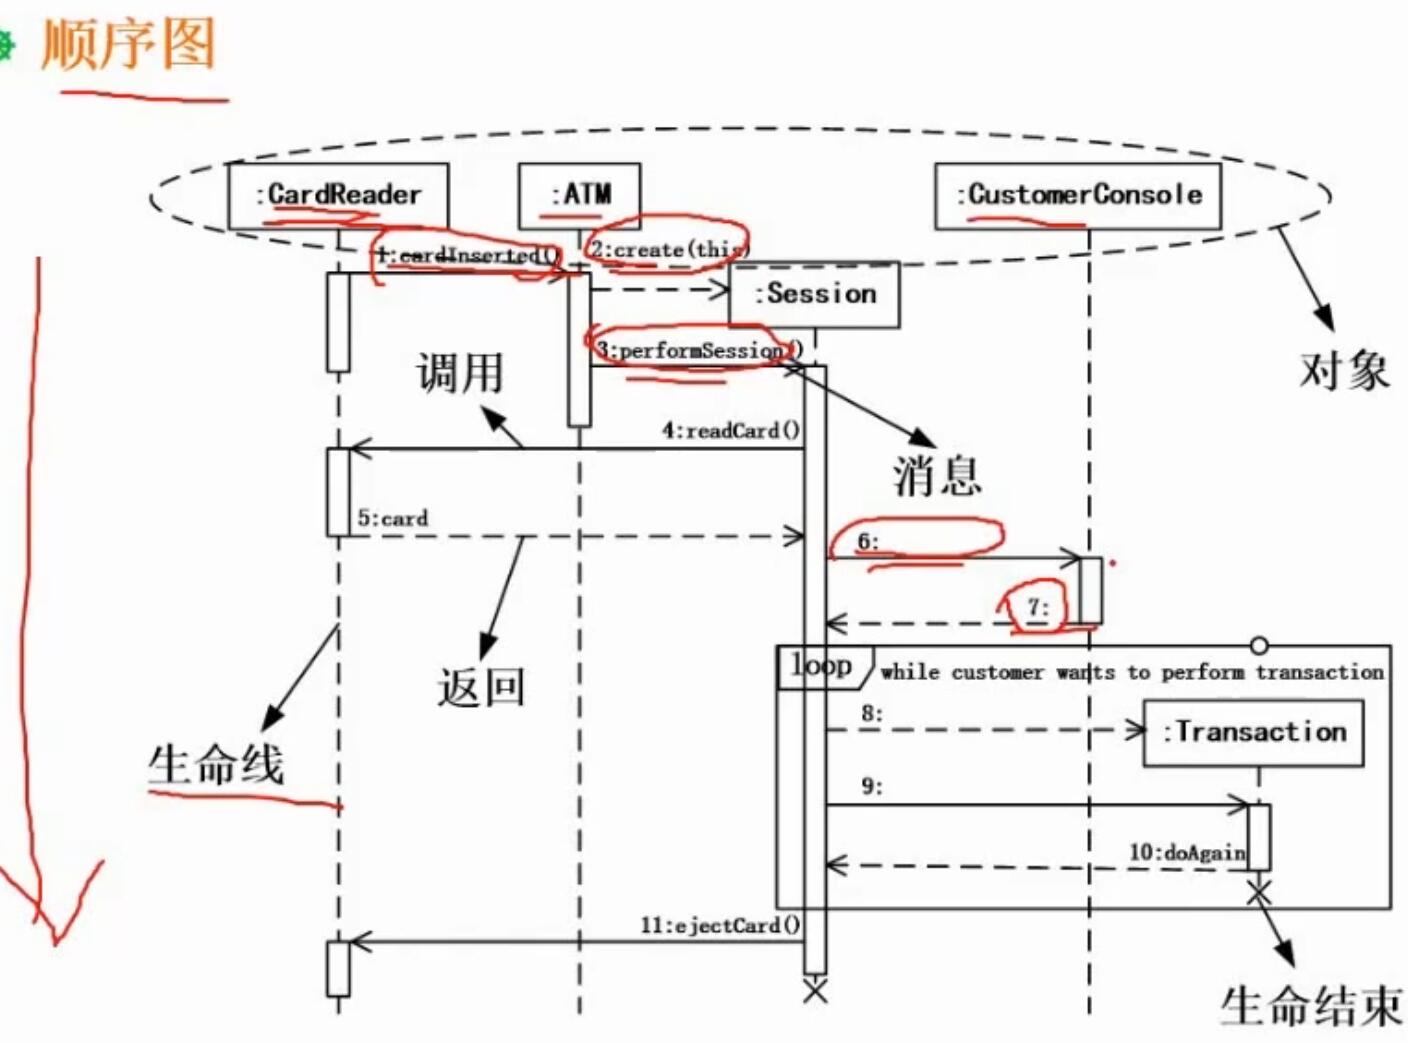 顺序图
:CardReader
:ATM
:CustomerConsole
1:cardInserted()
2:create(this)
:Session
3:performSession()
调用
对象
4:readCard()
消息
5:card
6:
7:
返回
loop
while customer wants to perform transaction
8:
:Transaction
生命线
9:
10:doAgain
11:ejectCard()
生命结束